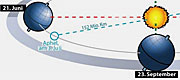 21. Juni
152 Mio. Km
Aphel
23. September